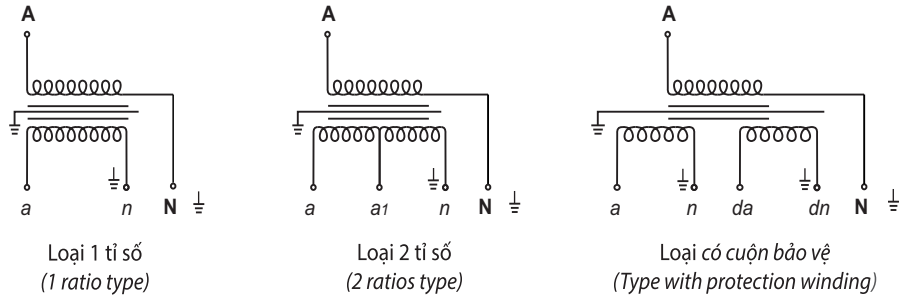 A A A
a n N a a1 n N a n da dn N
Loại 1 tỉ số Loại 2 tỉ số Loại có cuộn bảo vệ
(1 ratio type) (2 ratios type) (Type with protection winding)